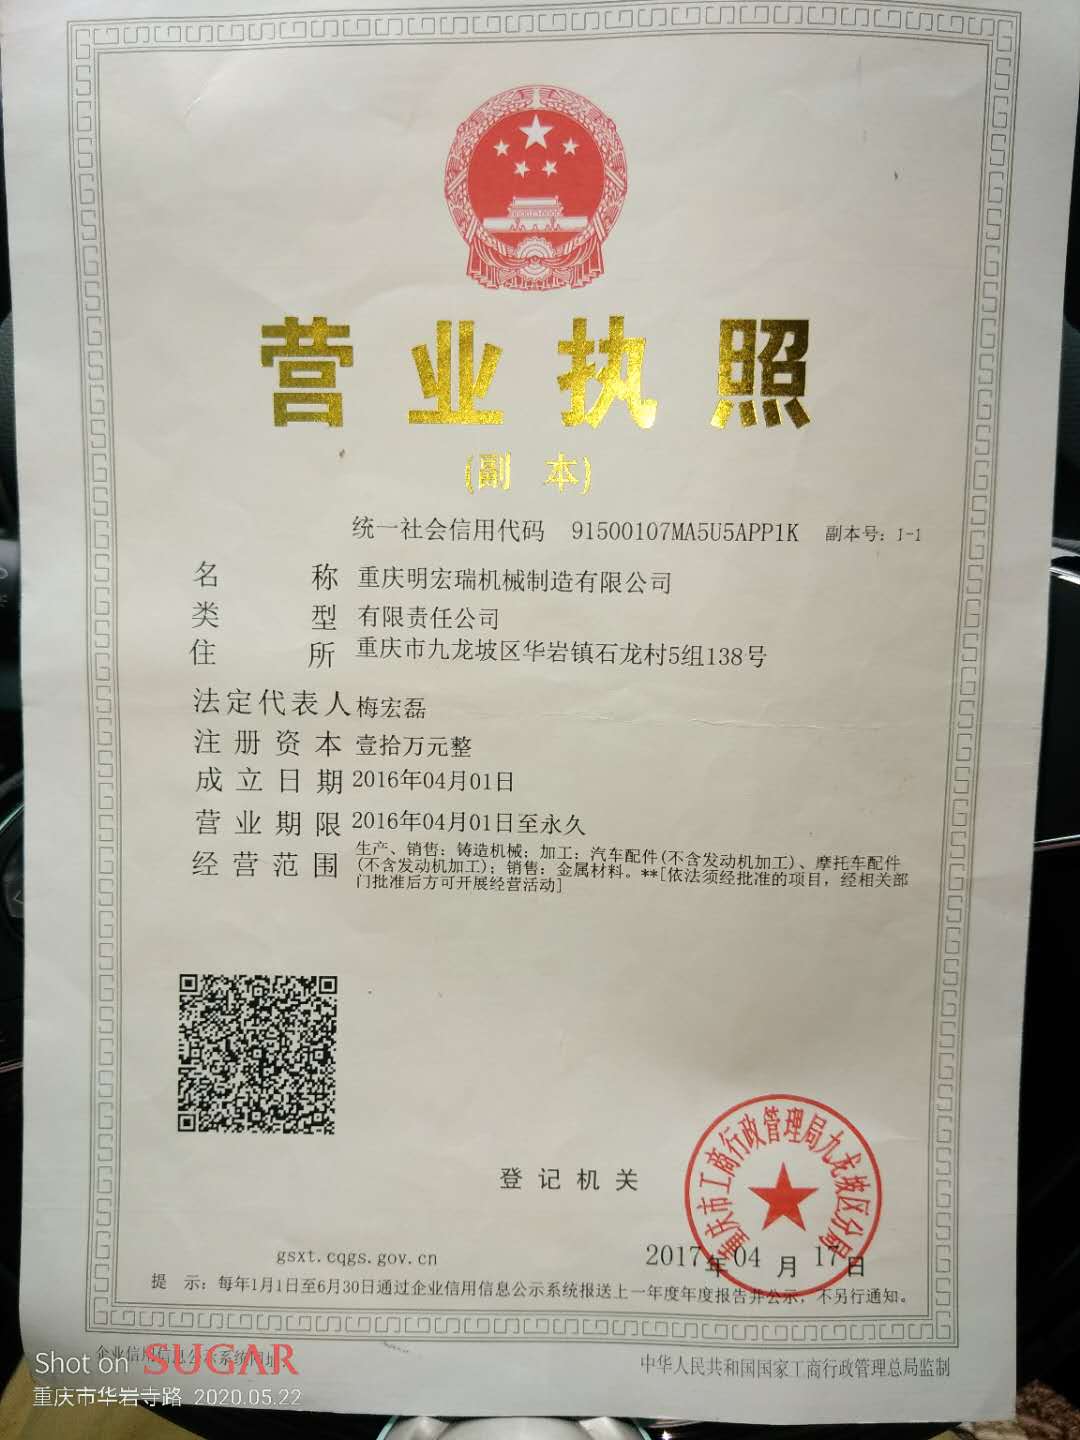 营业执照
(副 本)
统一社会信用代码 91500107MA5U5APP1K 副本号：1-1
名称 重庆明宏瑞机械制造有限公司
类型 有限责任公司
住所 重庆市九龙坡区华岩镇石龙村5组138号
法定代表人 梅宏磊
注册资本 壹拾万元整
成立日期 2016年04月01日
营业期限 2016年04月01日至永久
经营范围 生产、销售：铸造机械；加工：汽车配件(不含发动机加工)、摩托车配件
(不含发动机加工)；销售：金属材料。**[依法须经批准的项目，经相关部
门批准后方可开展经营活动]
重庆市工商行政管理局九龙坡区分局
登记机关
2017年04月17日
gsxt.cqgs.gov.cn
提 示：每年1月1日至6月30日通过企业信用信息公示系统报送上一年度年度报告并公示，不另行通知。
企业信用信息公示系统网址
中华人民共和国国家工商行政管理总局监制
Shot on SUGAR
重庆市华岩寺路 2020.05.22